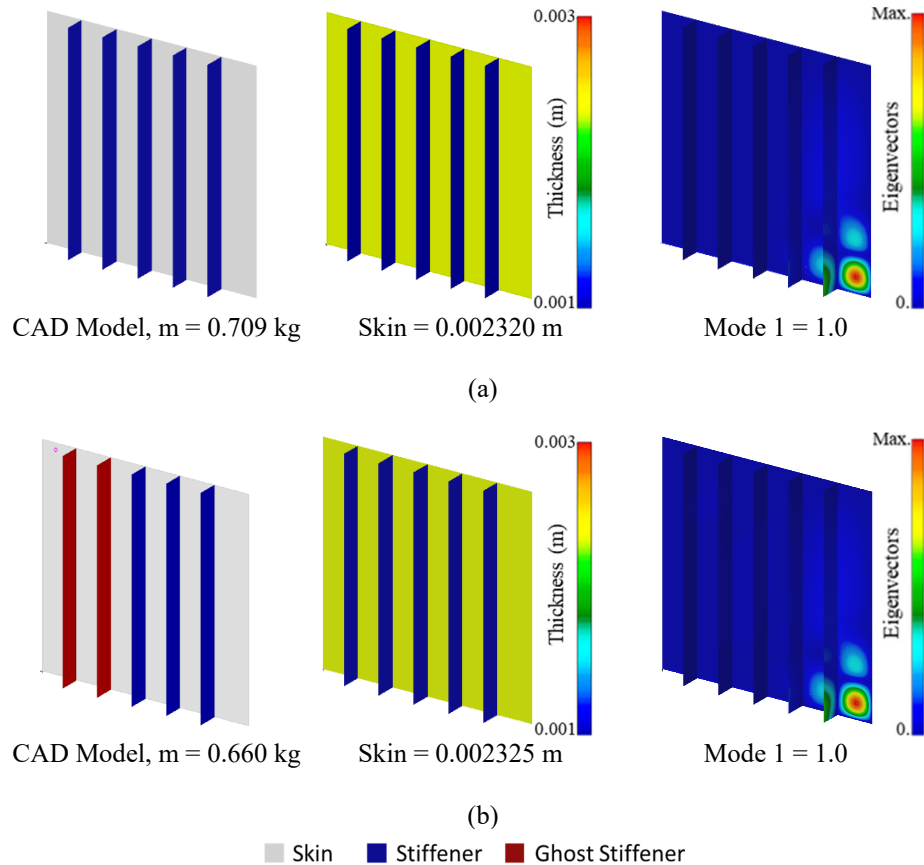 0.003
Thickness (m)
0.001
Max.
Eigenvectors
0.
CAD Model, m = 0.709 kg
Skin = 0.002320 m
Mode 1 = 1.0
(a)
0.003
Thickness (m)
0.001
Max.
Eigenvectors
0.
CAD Model, m = 0.660 kg
Skin = 0.002325 m
Mode 1 = 1.0
(b)
Skin
Stiffener
Ghost Stiffener